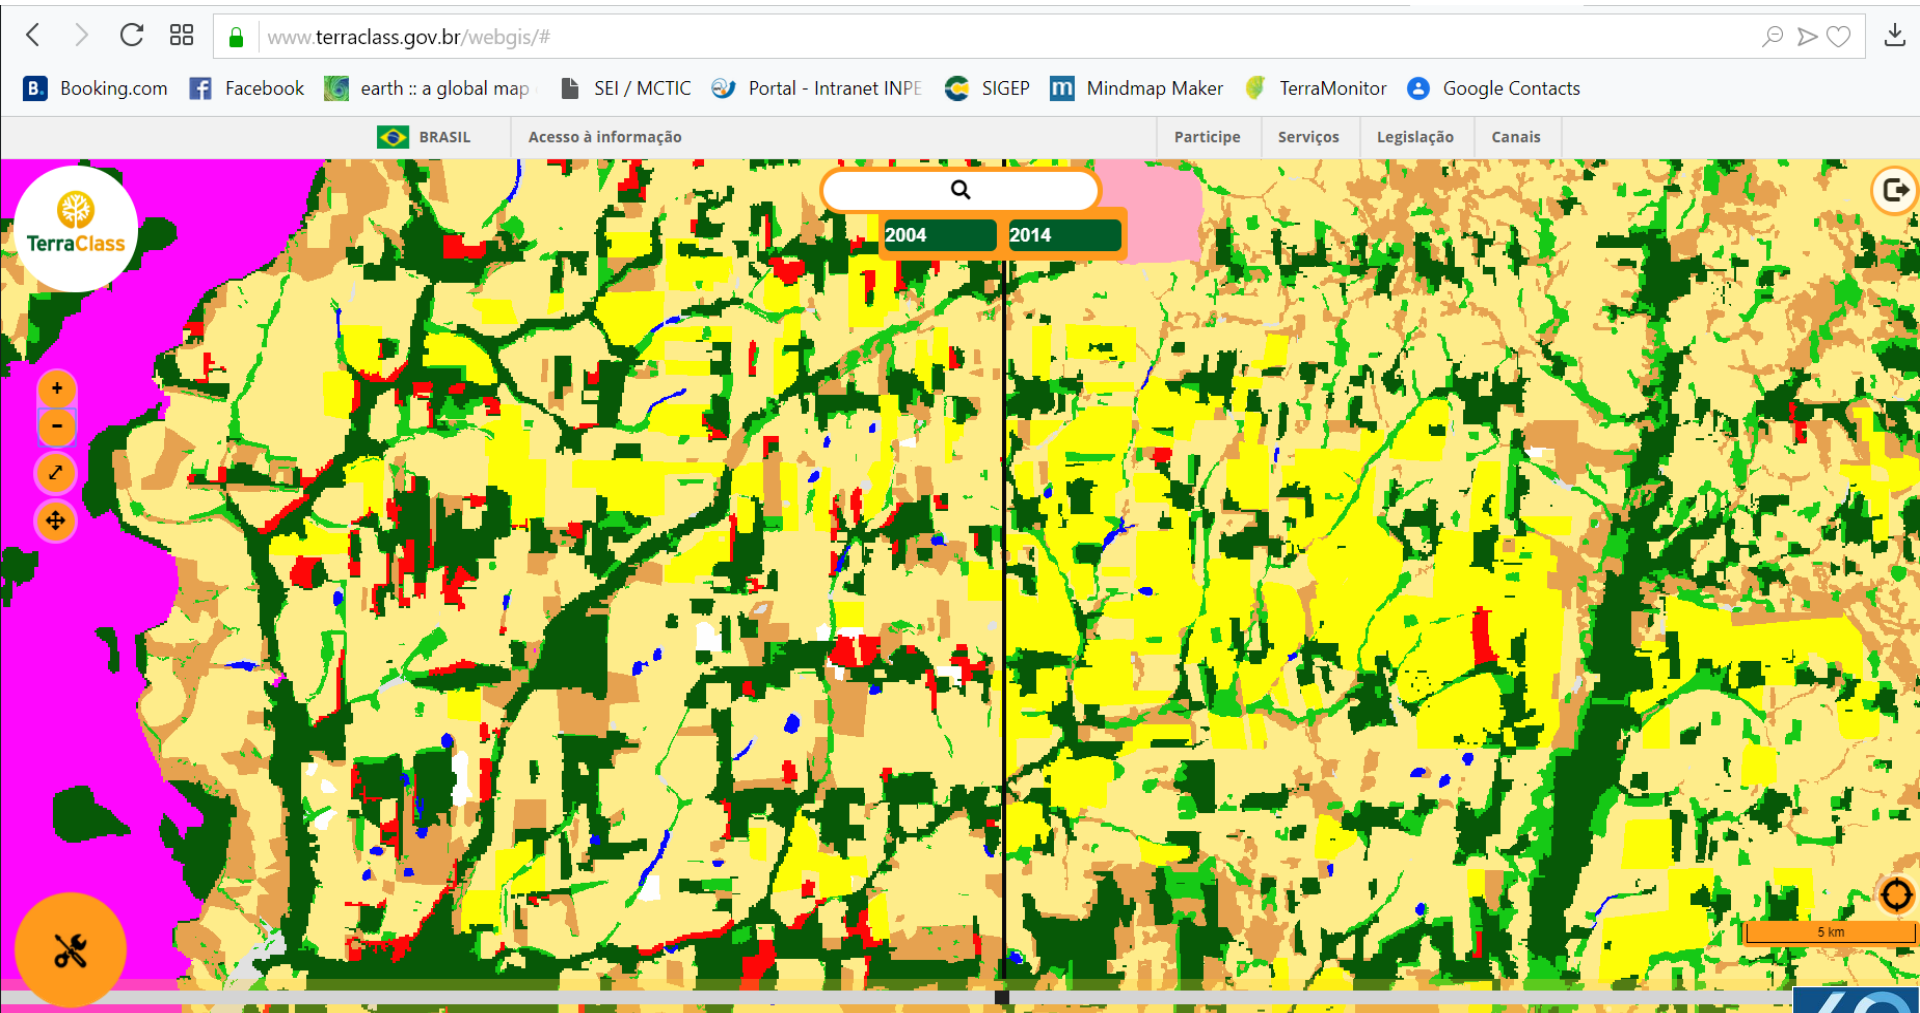 www.terraclass.gov.br/webgis/#
Booking.com
Facebook
earth :: a global map
SEI / MCTIC
Portal - Intranet INPE
SIGEP
Mindmap Maker
TerraMonitor
Google Contacts
B.
m
BRASIL
Acesso à informação
Participe
Serviços
Legislação
Canais
TerraClass
2004
2014
+
-
5 km